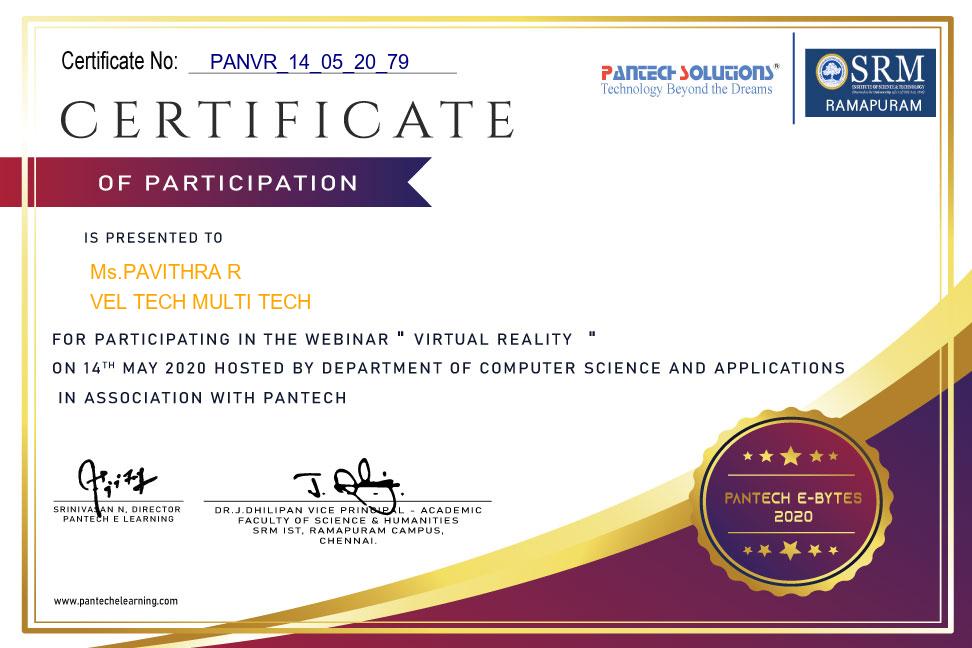 Certificate No: PANVR_14_05_20_79
PANTECH SOLUTIONS®
Technology Beyond the Dreams
SRM
INSTITUTE OF SCIENCE & TECHNOLOGY
RAMAPURAM
CERTIFICATE
OF PARTICIPATION
IS PRESENTED TO
Ms.PAVITHRA R
VEL TECH MULTI TECH
FOR PARTICIPATING IN THE WEBINAR " VIRTUAL REALITY "
ON 14TH MAY 2020 HOSTED BY DEPARTMENT OF COMPUTER SCIENCE AND APPLICATIONS
IN ASSOCIATION WITH PANTECH
SRINIVASAN N, DIRECTOR
PANTECH E LEARNING
J. Dhilip.
DR.J.DHILIPAN VICE PRINCIPAL - ACADEMIC
FACULTY OF SCIENCE & HUMANITIES
SRM IST, RAMAPURAM CAMPUS,
CHENNAI.
PANTECH E-BYTES
2020
www.pantechelearning.com